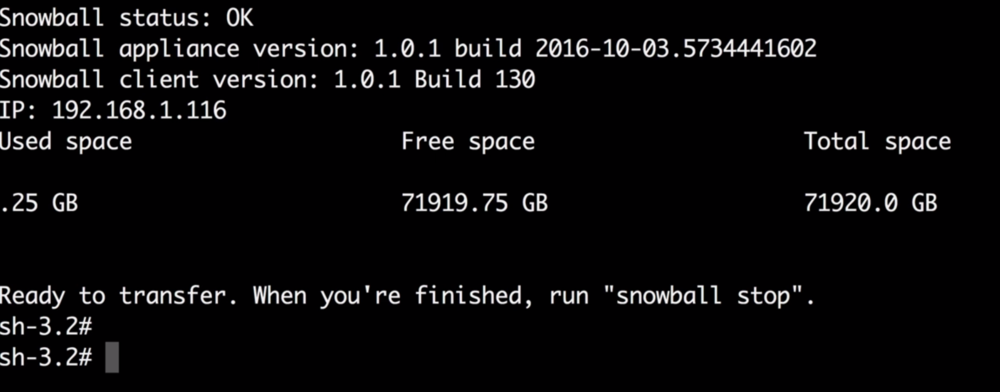 Snowball status: OK
Snowball appliance version: 1.0.1 build 2016-10-03.5734441602
Snowball client version: 1.0.1 Build 130
IP: 192.168.1.116
Used space Free space Total space
.25 GB 71919.75 GB 71920.0 GB
Ready to transfer. When you're finished, run "snowball stop".
sh-3.2#
sh-3.2#